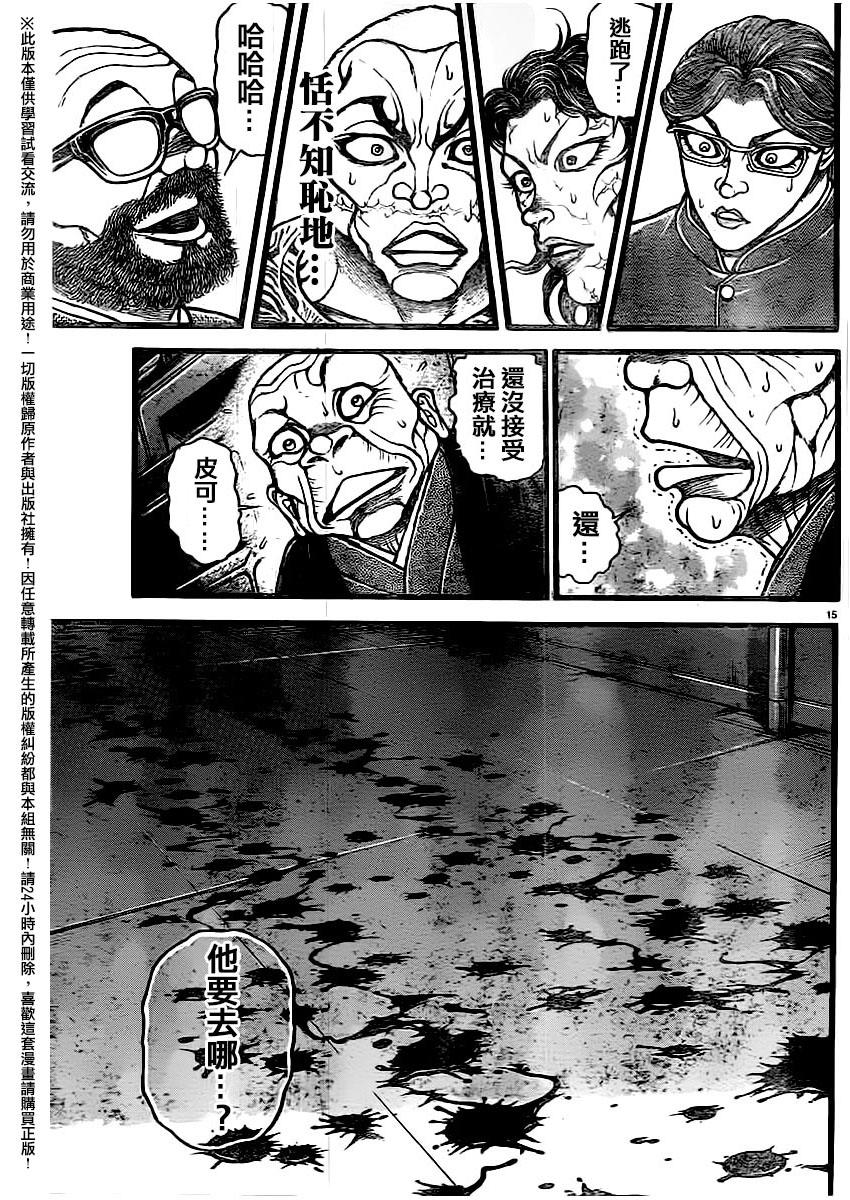 逃跑了…
恬不知恥地…
哈哈哈…
還…
還沒接受
治療就…
皮可……
15
他要去哪…?
※此版本僅供學習試看交流，請勿用於商業用途！一切版權歸原作者與出版社擁有！因任意轉載所產生的版權糾紛都與本組無關！請24小時內刪除，喜歡這套漫畫請購買正版！